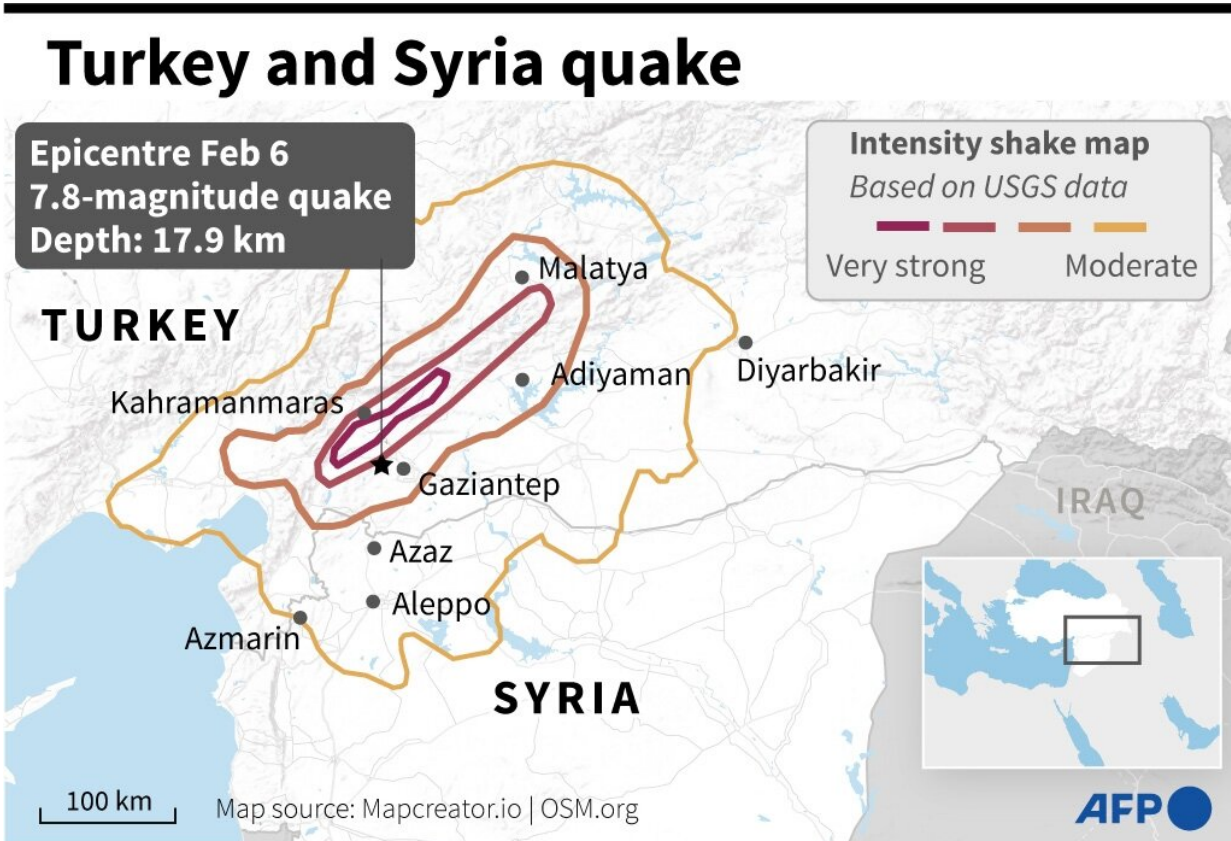 Turkey and Syria quake
Epicentre Feb 6
7.8-magnitude quake
Depth: 17.9 km
Intensity shake map
Based on USGS data
Very strong
Moderate
Malatya
TURKEY
Diyarbakir
Adiyaman
Kahramanmaras
Gaziantep
IRAQ
Azaz
Aleppo
Azmarin
SYRIA
100 km
Map source: Mapcreator.io | OSM.org
AFP